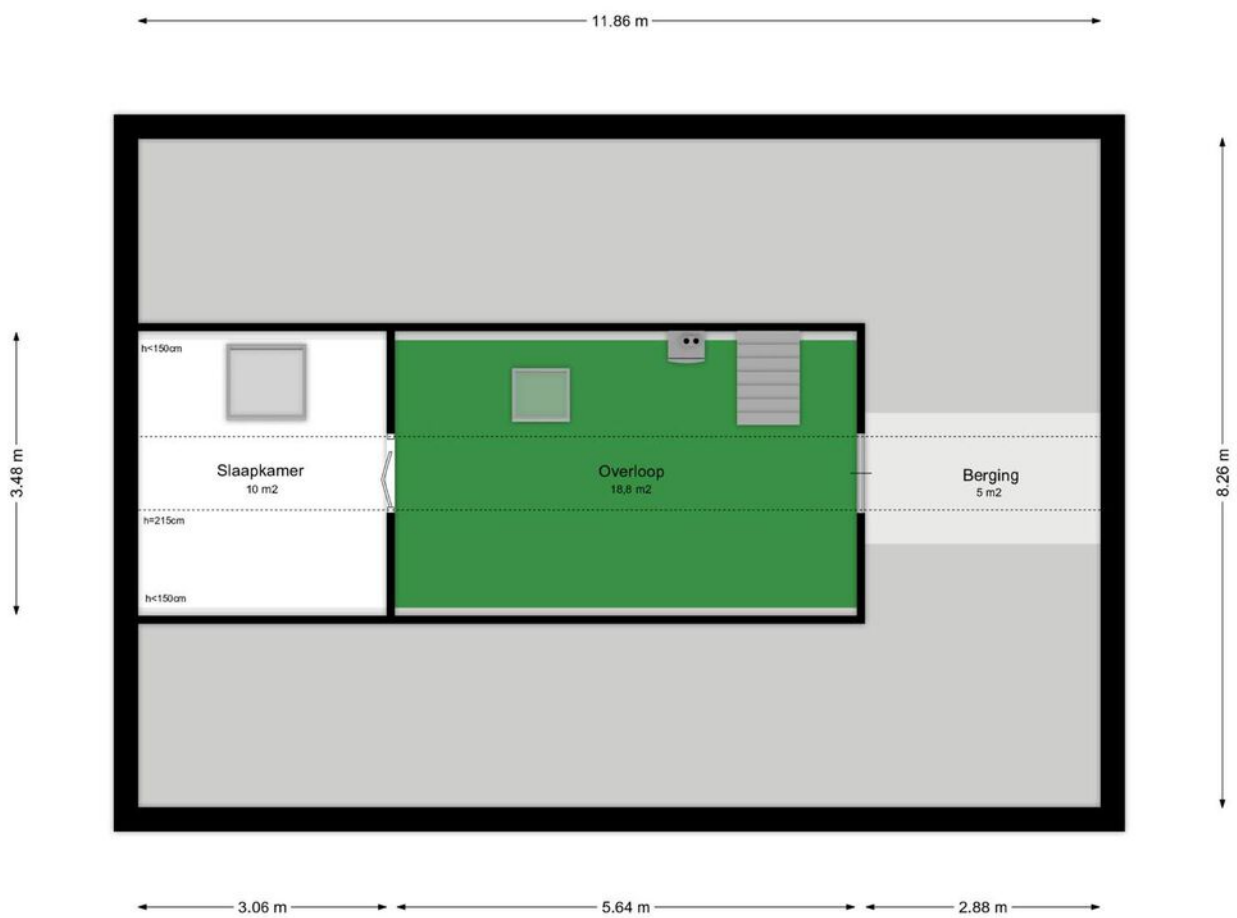 11.86 m
h<150cm
3.48 m
Slaapkamer
10 m2
Overloop
18,8 m2
Berging
5 m2
8.26 m
h=215cm
h<150cm
3.06 m
5.64 m
2.88 m